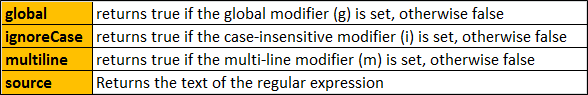 global returns true if the global modifier (g) is set, otherwise false
ignoreCase returns true if the case-insensitive modifier (i) is set, otherwise false
multiline returns true if the multi-line modifier (m) is set, otherwise false
source Returns the text of the regular expression